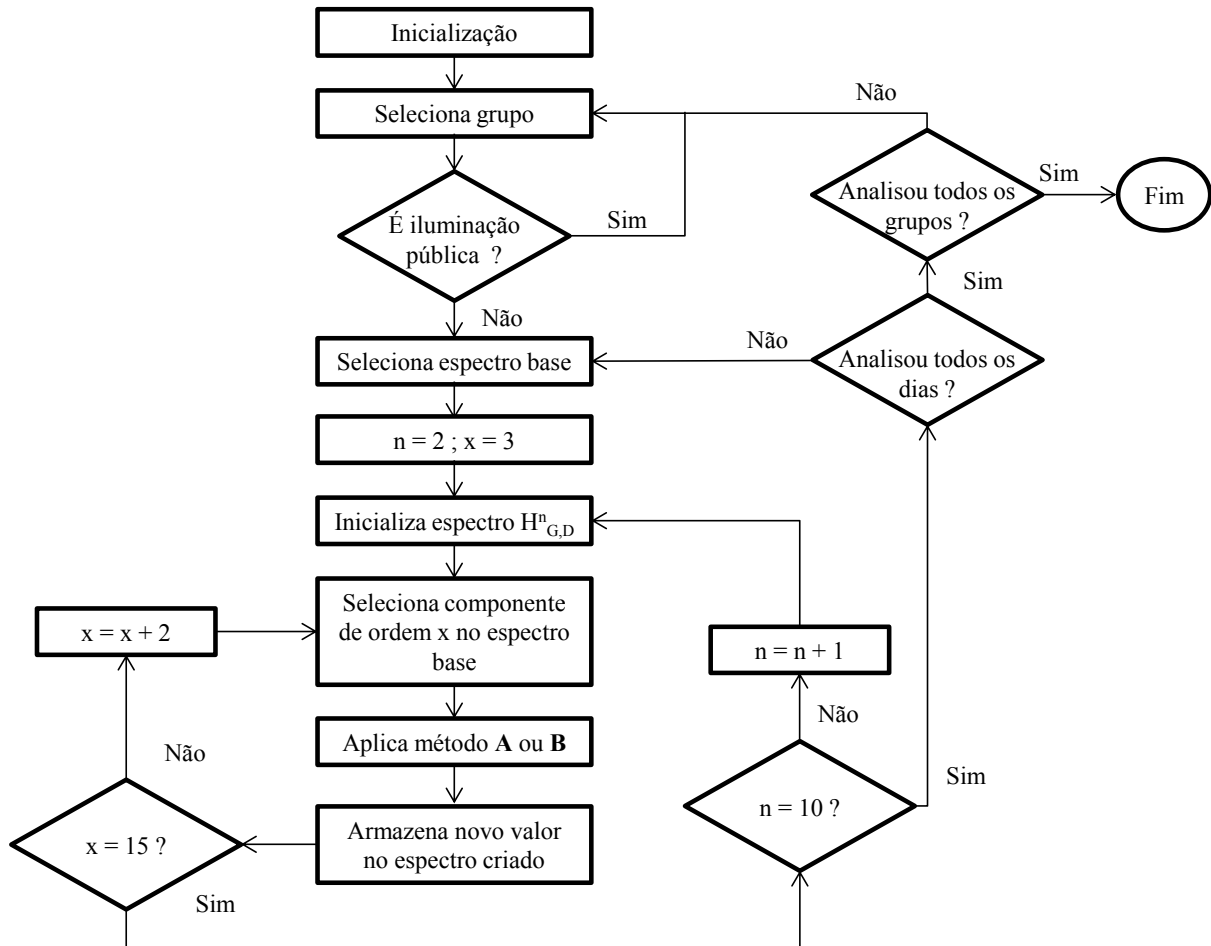 Inicialização
Seleciona grupo
Não
Analisou todos os
grupos ?
Sim
Fim
É iluminação
pública ?
Sim
Sim
Não
Não
Seleciona espectro base
Analisou todos os
dias ?
n = 2 ; x = 3
Inicializa espectro Hⁿ_G,D
Seleciona componente
de ordem x no espectro
base
x = x + 2
n = n + 1
Não
Aplica método A ou B
Não
Sim
n = 10 ?
Armazena novo valor
no espectro criado
x = 15 ?
Sim